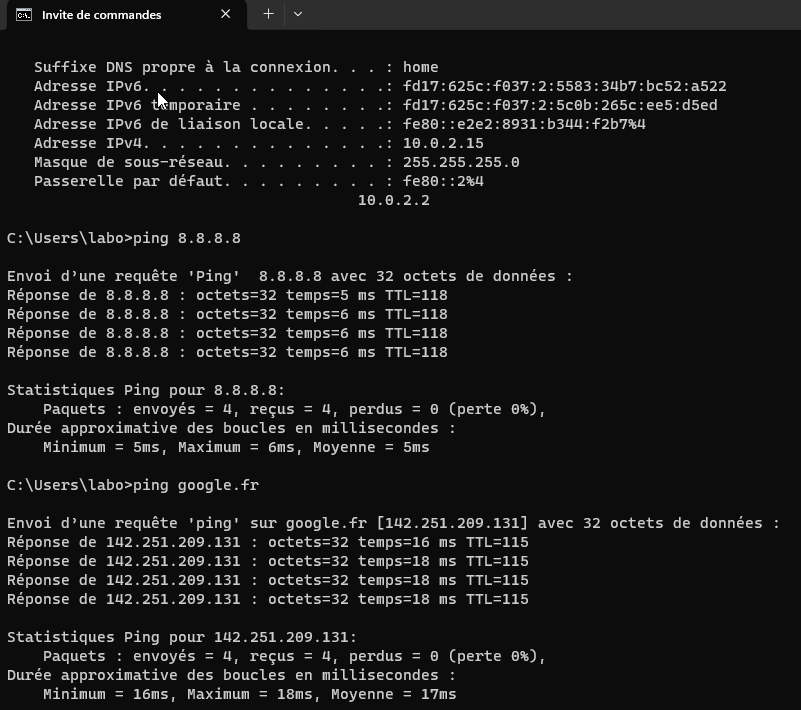 Invite de commandes
Suffixe DNS propre à la connexion. . . : home
Adresse IPv6. . . . . . . . . . . . . .: fd17:625c:f037:2:5583:34b7:bc52:a522
Adresse IPv6 temporaire . . . . . . . .: fd17:625c:f037:2:5c0b:265c:ee5:d5ed
Adresse IPv6 de liaison locale. . . . .: fe80::e2e2:8931:b344:f2b7%4
Adresse IPv4. . . . . . . . . . . . . .: 10.0.2.15
Masque de sous-réseau. . . . . . . . . : 255.255.255.0
Passerelle par défaut. . . . . . . . . : fe80::2%4
10.0.2.2
C:\Users\labo>ping 8.8.8.8
Envoi d’une requête 'Ping'  8.8.8.8 avec 32 octets de données :
Réponse de 8.8.8.8 : octets=32 temps=5 ms TTL=118
Réponse de 8.8.8.8 : octets=32 temps=6 ms TTL=118
Réponse de 8.8.8.8 : octets=32 temps=6 ms TTL=118
Réponse de 8.8.8.8 : octets=32 temps=6 ms TTL=118
Statistiques Ping pour 8.8.8.8:
Paquets : envoyés = 4, reçus = 4, perdus = 0 (perte 0%),
Durée approximative des boucles en millisecondes :
Minimum = 5ms, Maximum = 6ms, Moyenne = 5ms
C:\Users\labo>ping google.fr
Envoi d’une requête 'ping' sur google.fr [142.251.209.131] avec 32 octets de données :
Réponse de 142.251.209.131 : octets=32 temps=16 ms TTL=115
Réponse de 142.251.209.131 : octets=32 temps=18 ms TTL=115
Réponse de 142.251.209.131 : octets=32 temps=18 ms TTL=115
Réponse de 142.251.209.131 : octets=32 temps=18 ms TTL=115
Statistiques Ping pour 142.251.209.131:
Paquets : envoyés = 4, reçus = 4, perdus = 0 (perte 0%),
Durée approximative des boucles en millisecondes :
Minimum = 16ms, Maximum = 18ms, Moyenne = 17ms